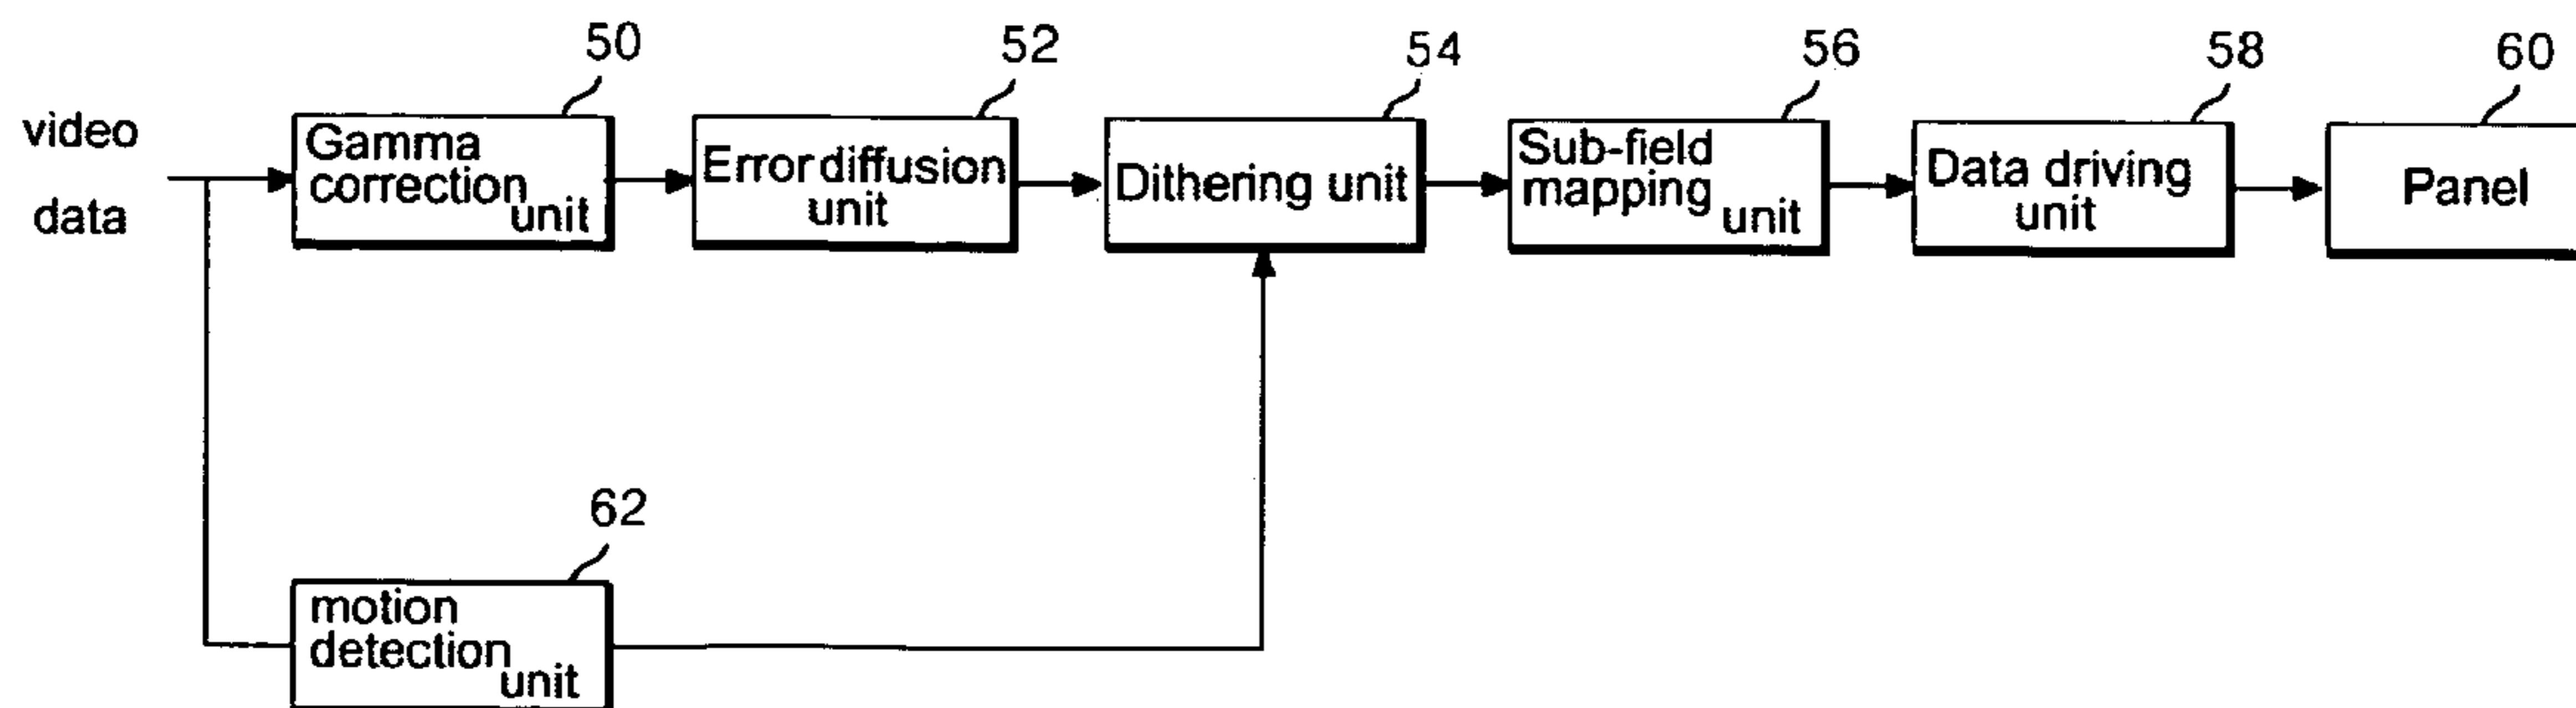 50
52
54
56
58
60
video
data
Gamma
correction
unit
Error diffusion
unit
Dithering unit
Sub-field
mapping
unit
Data driving
unit
Panel
62
motion
detection
unit